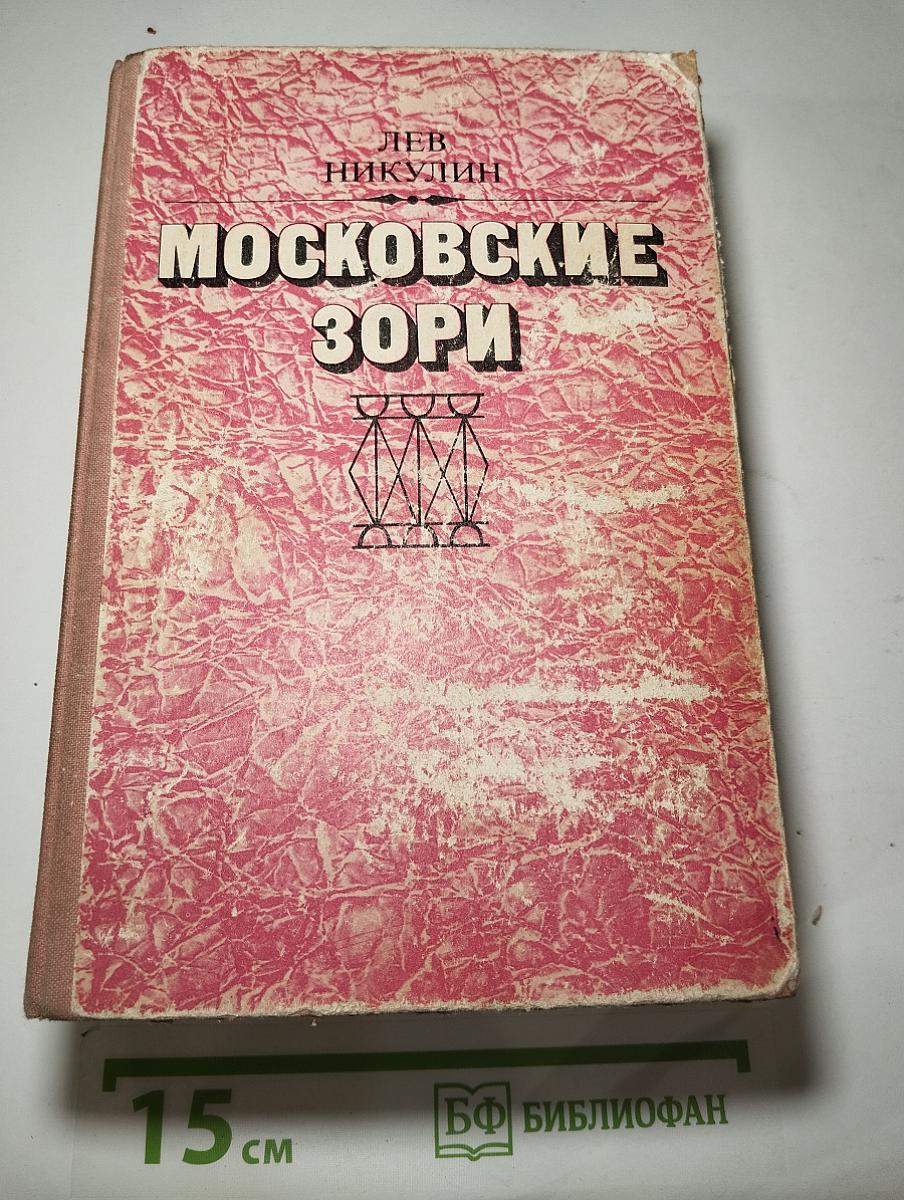 ЛЕВ
НИКУЛИН
МОСКОВСКИЕ
ЗОРИ
15 см
БФ БИБЛИОФАН